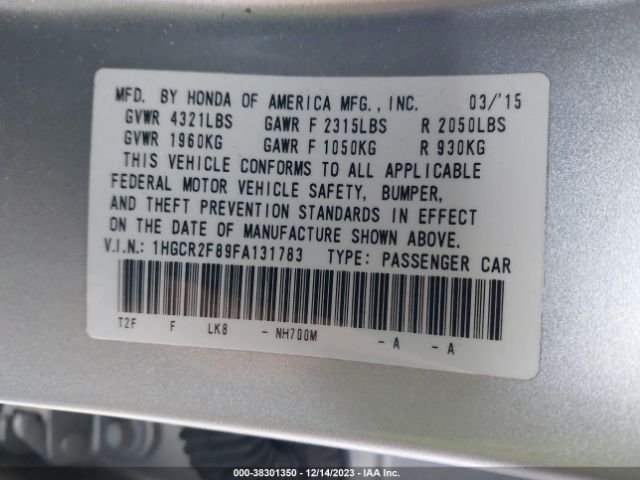 MFD. BY HONDA OF AMERICA MFG., INC. 03/'15
GVWR 4321LBS GAWR F 2315LBS R 2050LBS
GVWR 1960KG GAWR F 1050KG R 930KG
THIS VEHICLE CONFORMS TO ALL APPLICABLE
FEDERAL MOTOR VEHICLE SAFETY, BUMPER,
AND THEFT PREVENTION STANDARDS IN EFFECT
ON THE DATE OF MANUFACTURE SHOWN ABOVE.
V.I.N.: 1HGCR2F89FA131783 TYPE: PASSENGER CAR
T2F F LK8 - NH700M - A - A
000-38301350 - 12/14/2023 - IAA Inc.